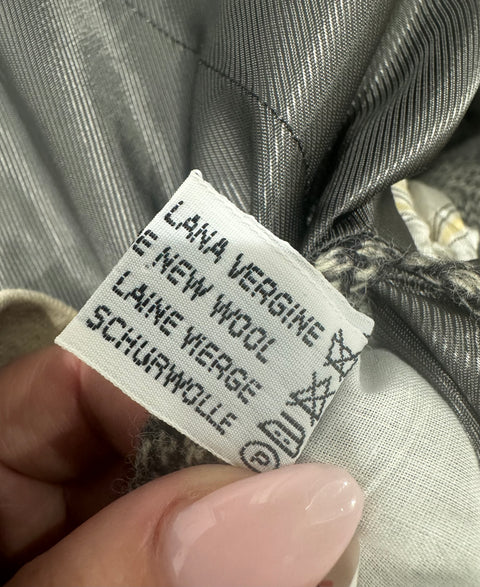 LANA VERGINE
E NEW WOOL
LAINE VIERGE
SCHURWOLLE
P